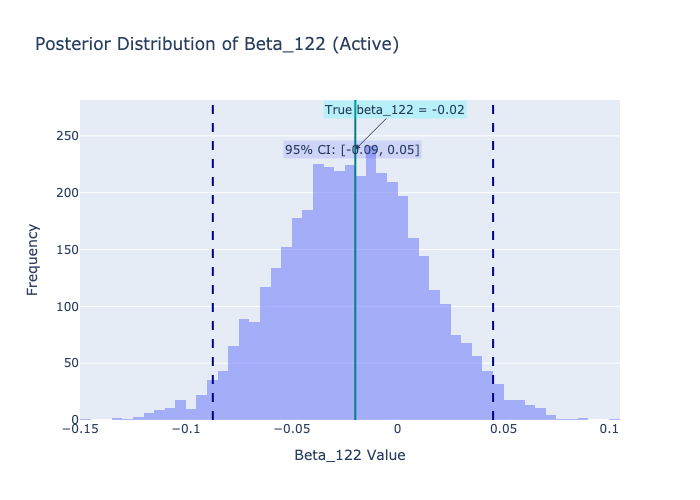 Posterior Distribution of Beta_122 (Active)
True beta_122 = -0.02
95% CI: [-0.09, 0.05]
250
200
150
100
50
0
Frequency
−0.15 −0.1 −0.05 0 0.05 0.1
Beta_122 Value